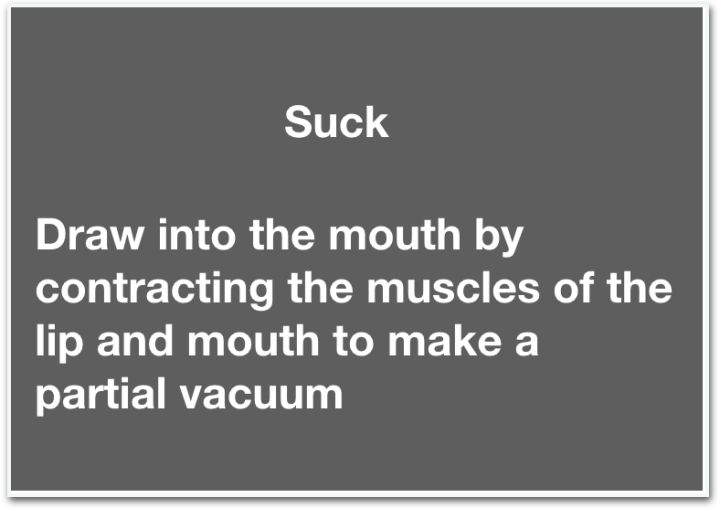 Suck
Draw into the mouth by
contracting the muscles of the
lip and mouth to make a
partial vacuum